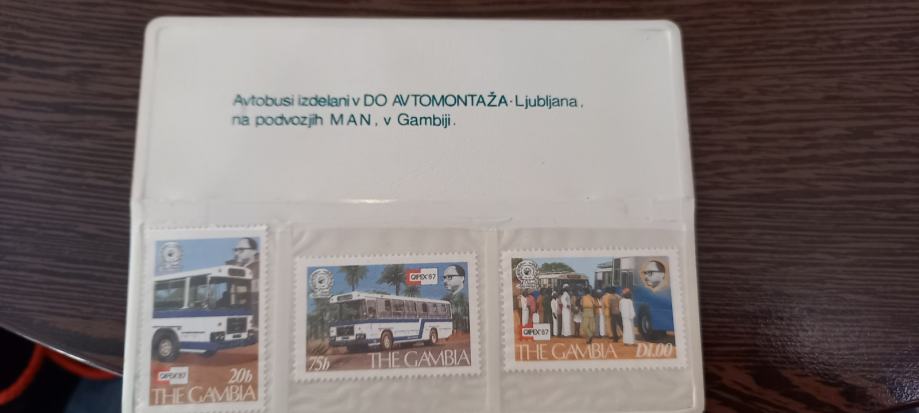 Avtobusi izdelani v DO AVTOMONTAŽA-Ljubljana,
na podvozjih MAN, v Gambiji.
CAPEX'87
20b
THE GAMBIA
CAPEX'87
75b
THE GAMBIA
CAPEX'87
THE GAMBIA D1.00